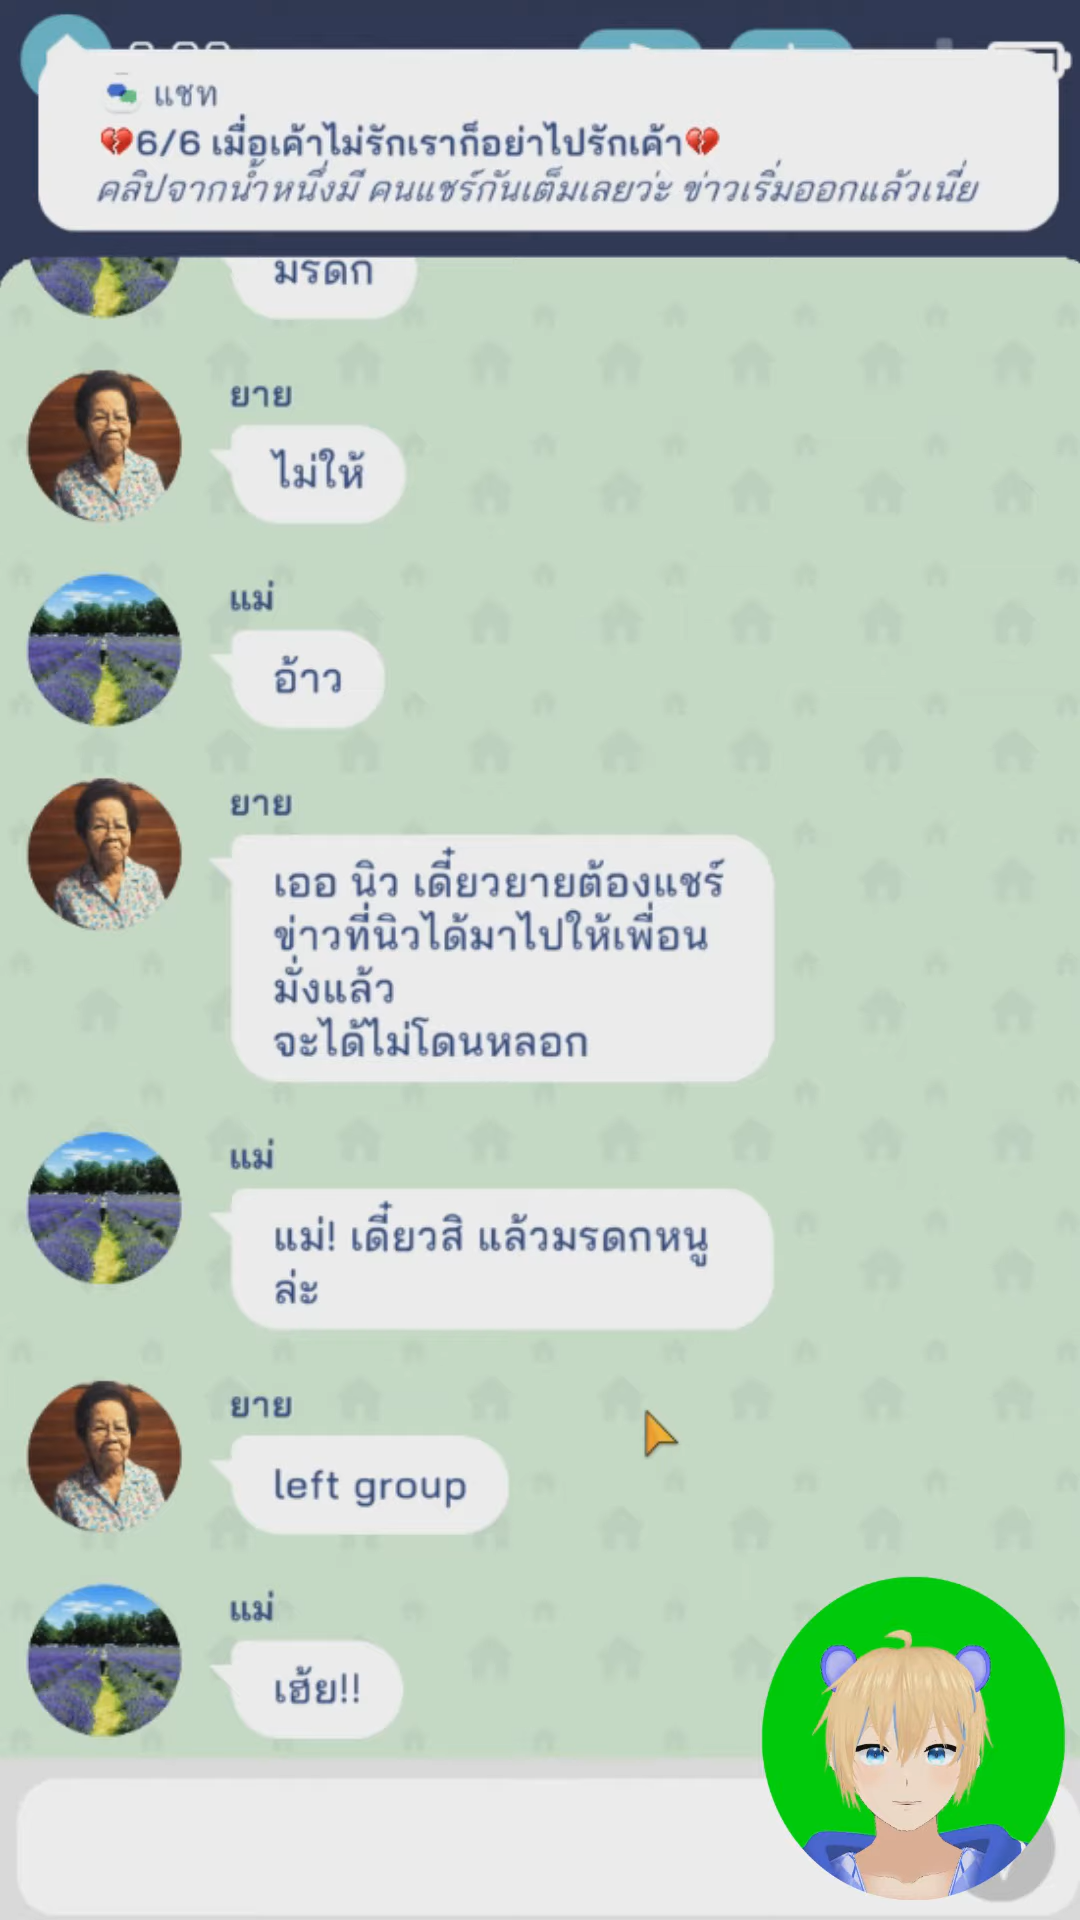 แชท
💔6/6 เมื่อเค้าไม่รักเราก็อย่าไปรักเค้า💔
คลิปจากน้ำหนึ่งมี คนแชร์กันเต็มเลยว่ะ ข่าวเริ่มออกแล้วเนี่ย
มรดก
ยาย
ไม่ให้
แม่
อ้าว
ยาย
เออ นิว เดี๋ยวยายต้องแชร์
ข่าวที่นิวได้มาไปให้เพื่อน
มั่งแล้ว
จะได้ไม่โดนหลอก
แม่
แม่! เดี๋ยวสิ แล้วมรดกหนู
ล่ะ
ยาย
left group
แม่
เฮ้ย!!